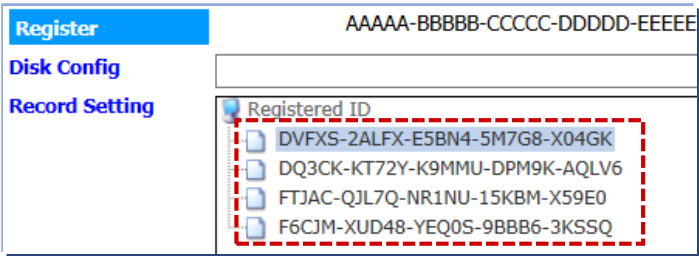 Register
AAAAA-BBBBB-CCCCC-DDDDD-EEEEE
Disk Config
Record Setting
Registered ID
DVFXS-2ALFX-E5BN4-5M7G8-X04GK
DQ3CK-KT72Y-K9MMU-DPM9K-AQLV6
FTJAC-QJL7Q-NR1NU-15KBM-X59E0
F6CJM-XUD48-YEQ0S-9BBB6-3KSSQ